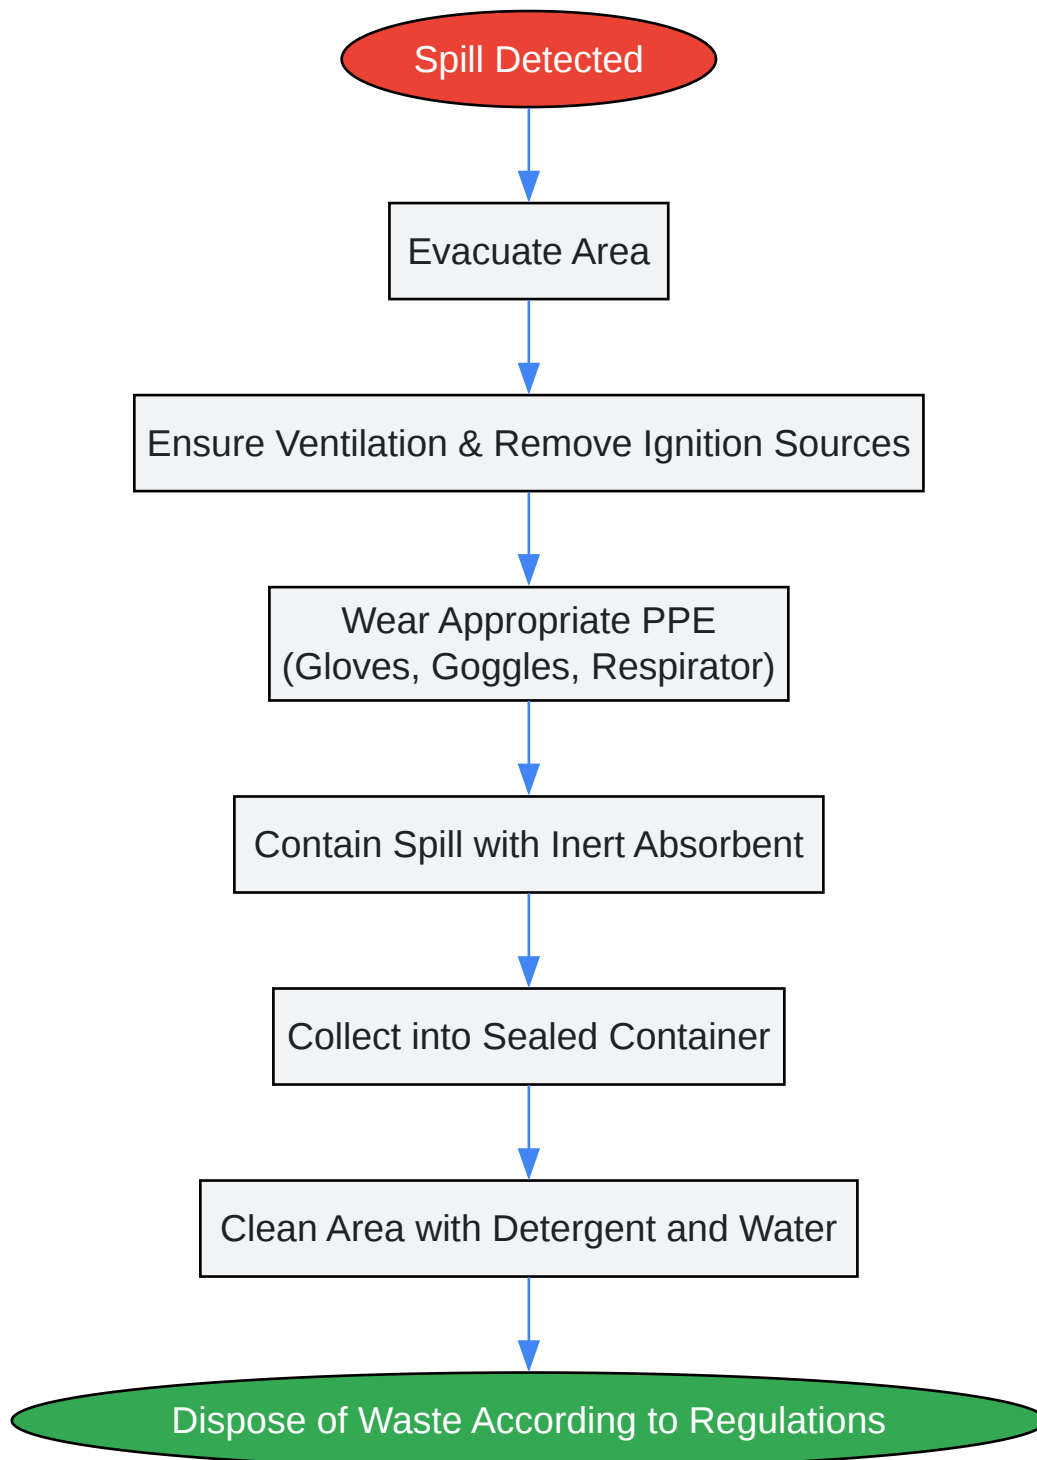 Spill Detected
Evacuate Area
Ensure Ventilation & Remove Ignition Sources
Wear Appropriate PPE
(Gloves, Goggles, Respirator)
Contain Spill with Inert Absorbent
Collect into Sealed Container
Clean Area with Detergent and Water
Dispose of Waste According to Regulations